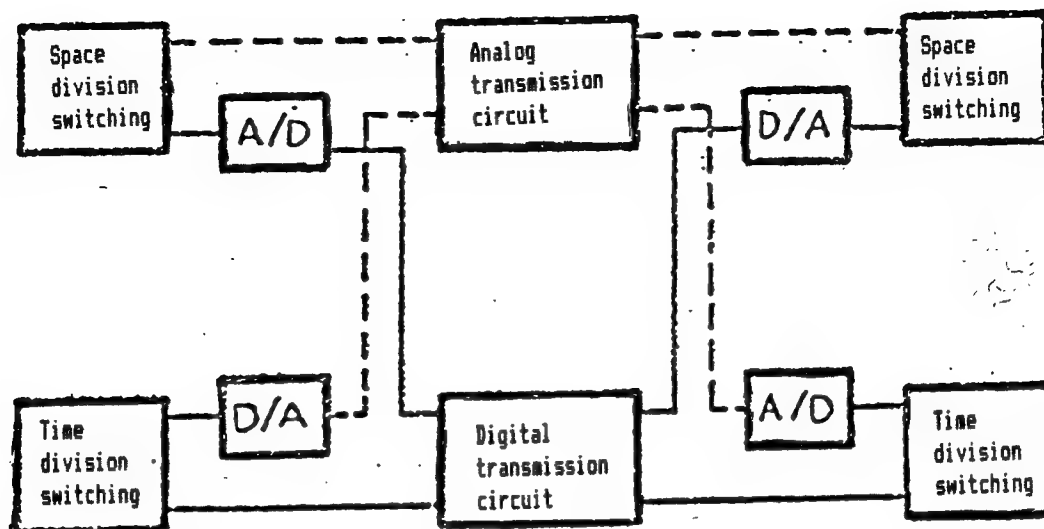 Space
division
switching
A/D
Analog
transmission
circuit
D/A
Space
division
switching
Time
division
switching
D/A
Digital
transmission
circuit
A/D
Time
division
switching